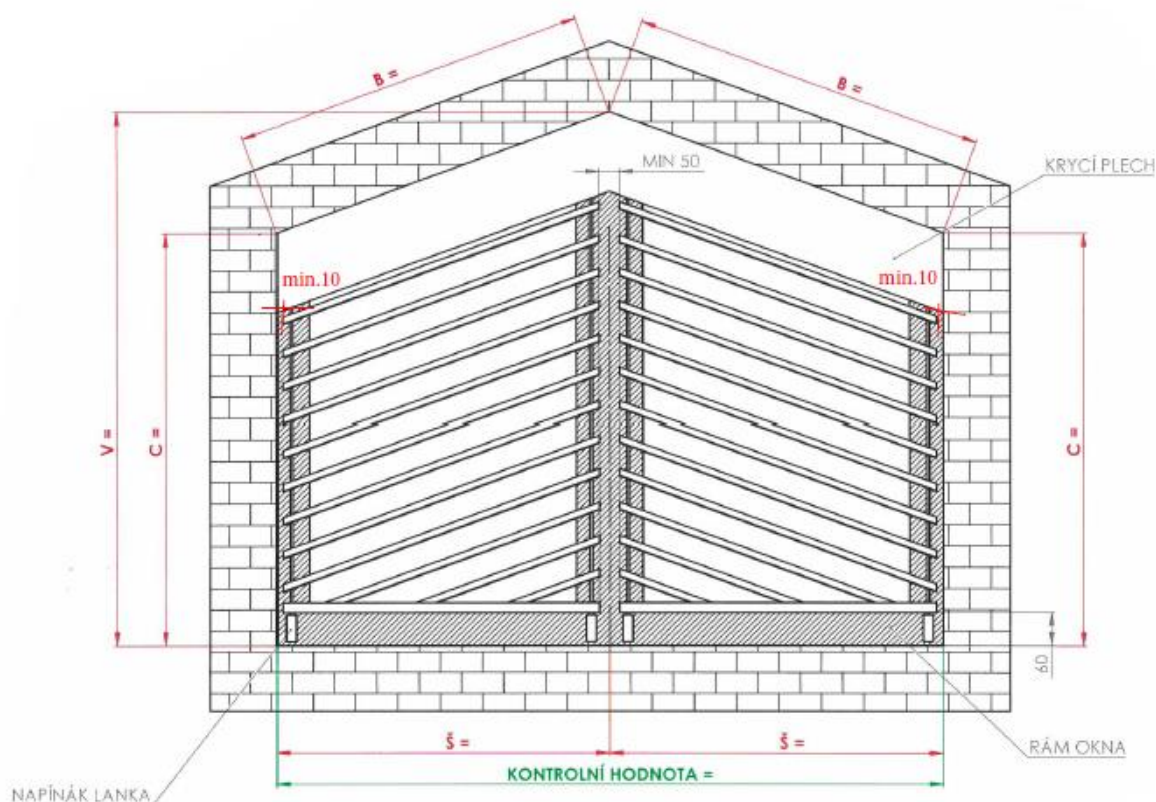 B =
B =
MIN 50
KRYCÍ PLECH
min.10
min.10
V =
C =
C =
60
Š =
Š =
RÁM OKNA
KONTROLNÍ HODNOTA =
NAPÍNÁK LANKA